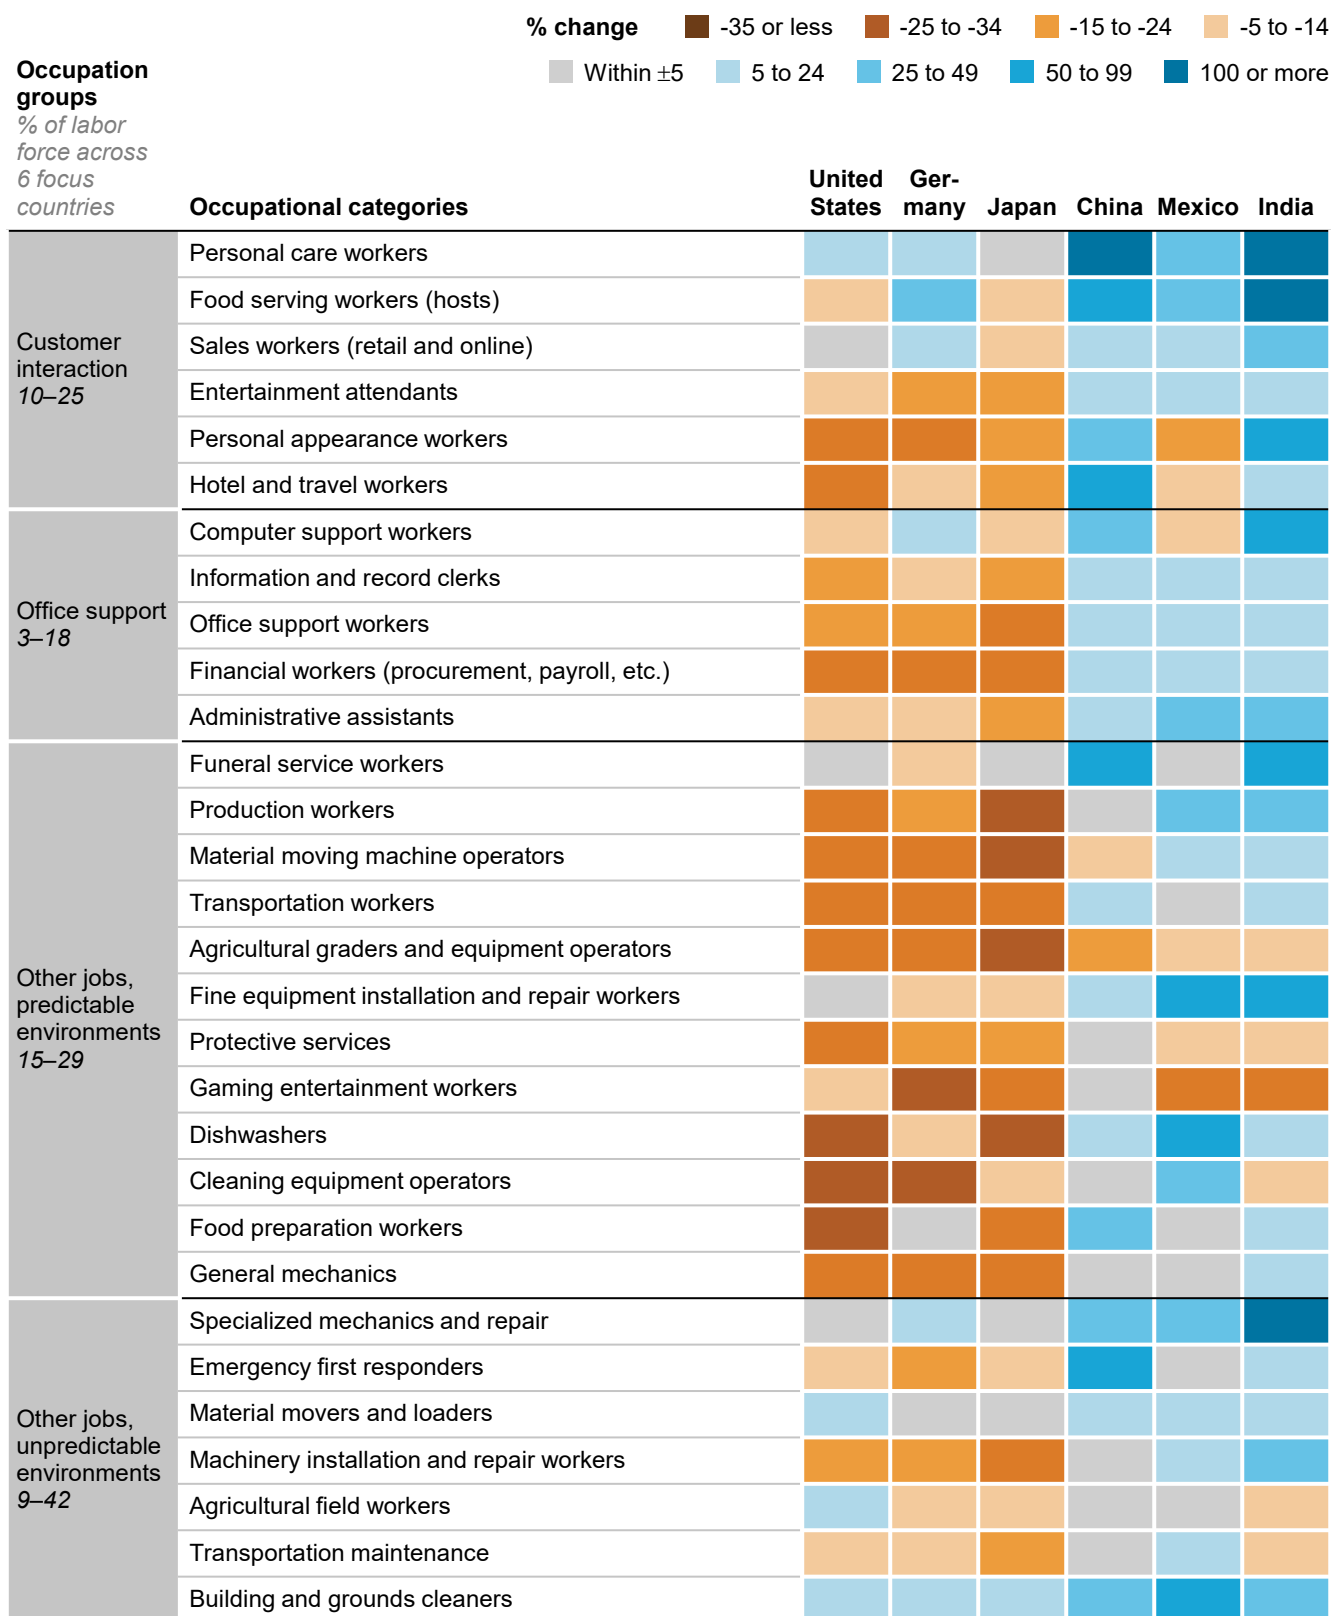 % change -35 or less -25 to -34 -15 to -24 -5 to -14
Within ±5 5 to 24 25 to 49 50 to 99 100 or more
Occupation
groups
% of labor
force across
6 focus
countries
Occupational categories
United
States
Ger-
many
Japan
China
Mexico
India
Customer
interaction
10–25
Personal care workers
Food serving workers (hosts)
Sales workers (retail and online)
Entertainment attendants
Personal appearance workers
Hotel and travel workers
Office support
3–18
Computer support workers
Information and record clerks
Office support workers
Financial workers (procurement, payroll, etc.)
Administrative assistants
Other jobs,
predictable
environments
15–29
Funeral service workers
Production workers
Material moving machine operators
Transportation workers
Agricultural graders and equipment operators
Fine equipment installation and repair workers
Protective services
Gaming entertainment workers
Dishwashers
Cleaning equipment operators
Food preparation workers
General mechanics
Other jobs,
unpredictable
environments
9–42
Specialized mechanics and repair
Emergency first responders
Material movers and loaders
Machinery installation and repair workers
Agricultural field workers
Transportation maintenance
Building and grounds cleaners